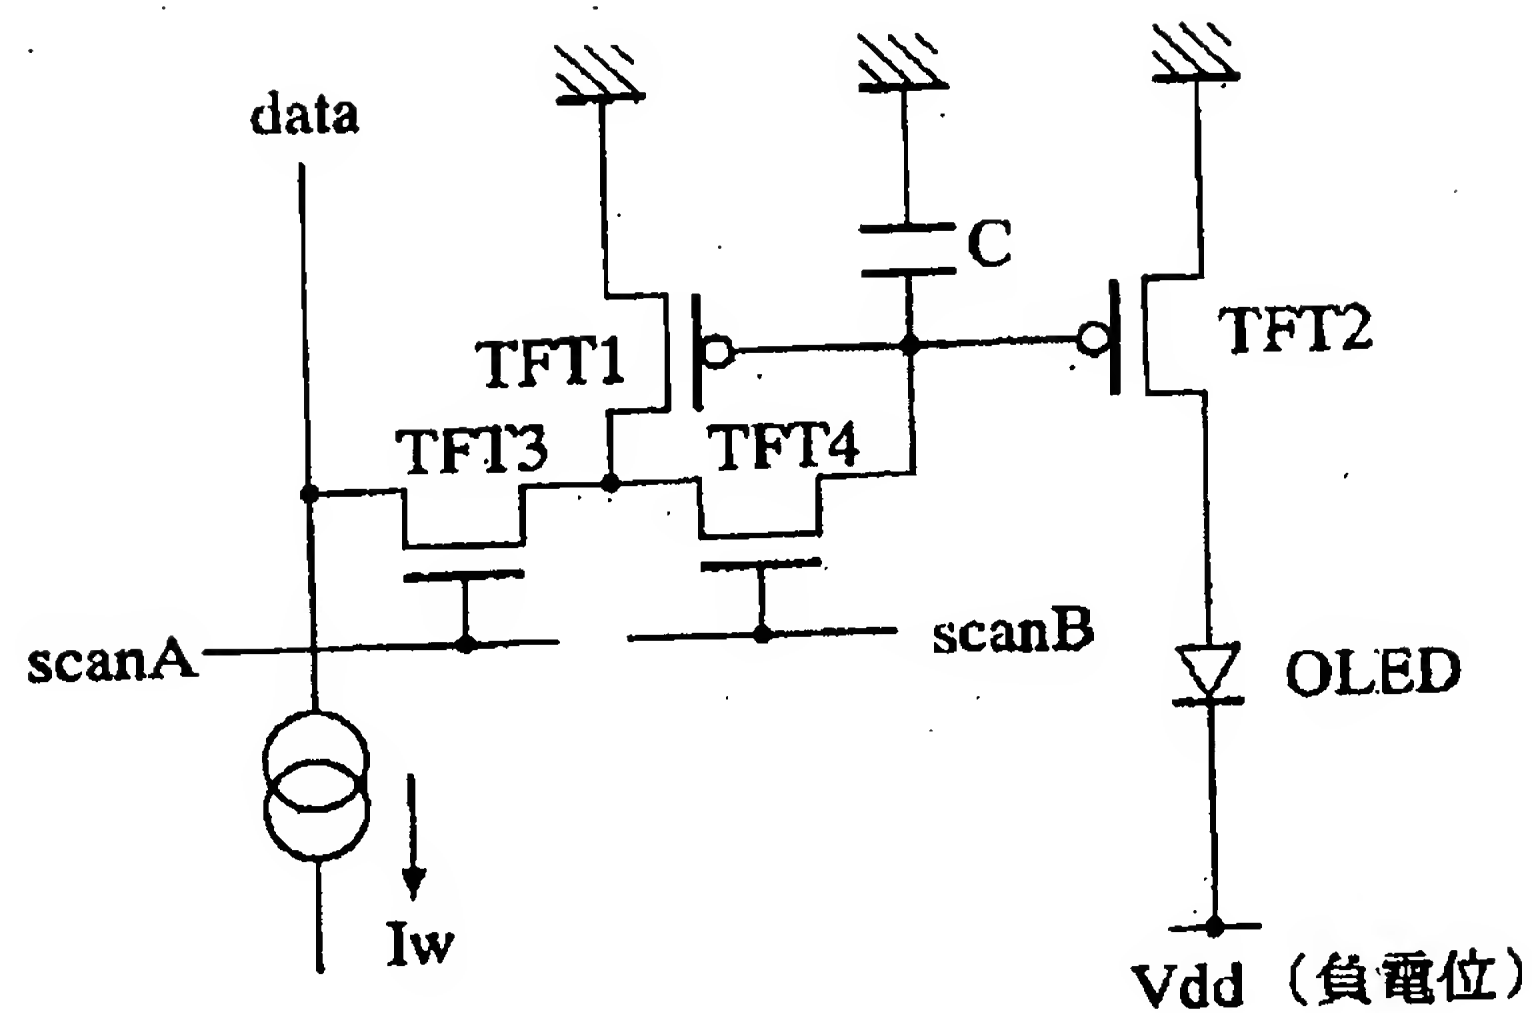 data
C
TFT1
TFT2
TFT3
TFT4
scanA
scanB
OLED
Iw
Vdd（負電位）